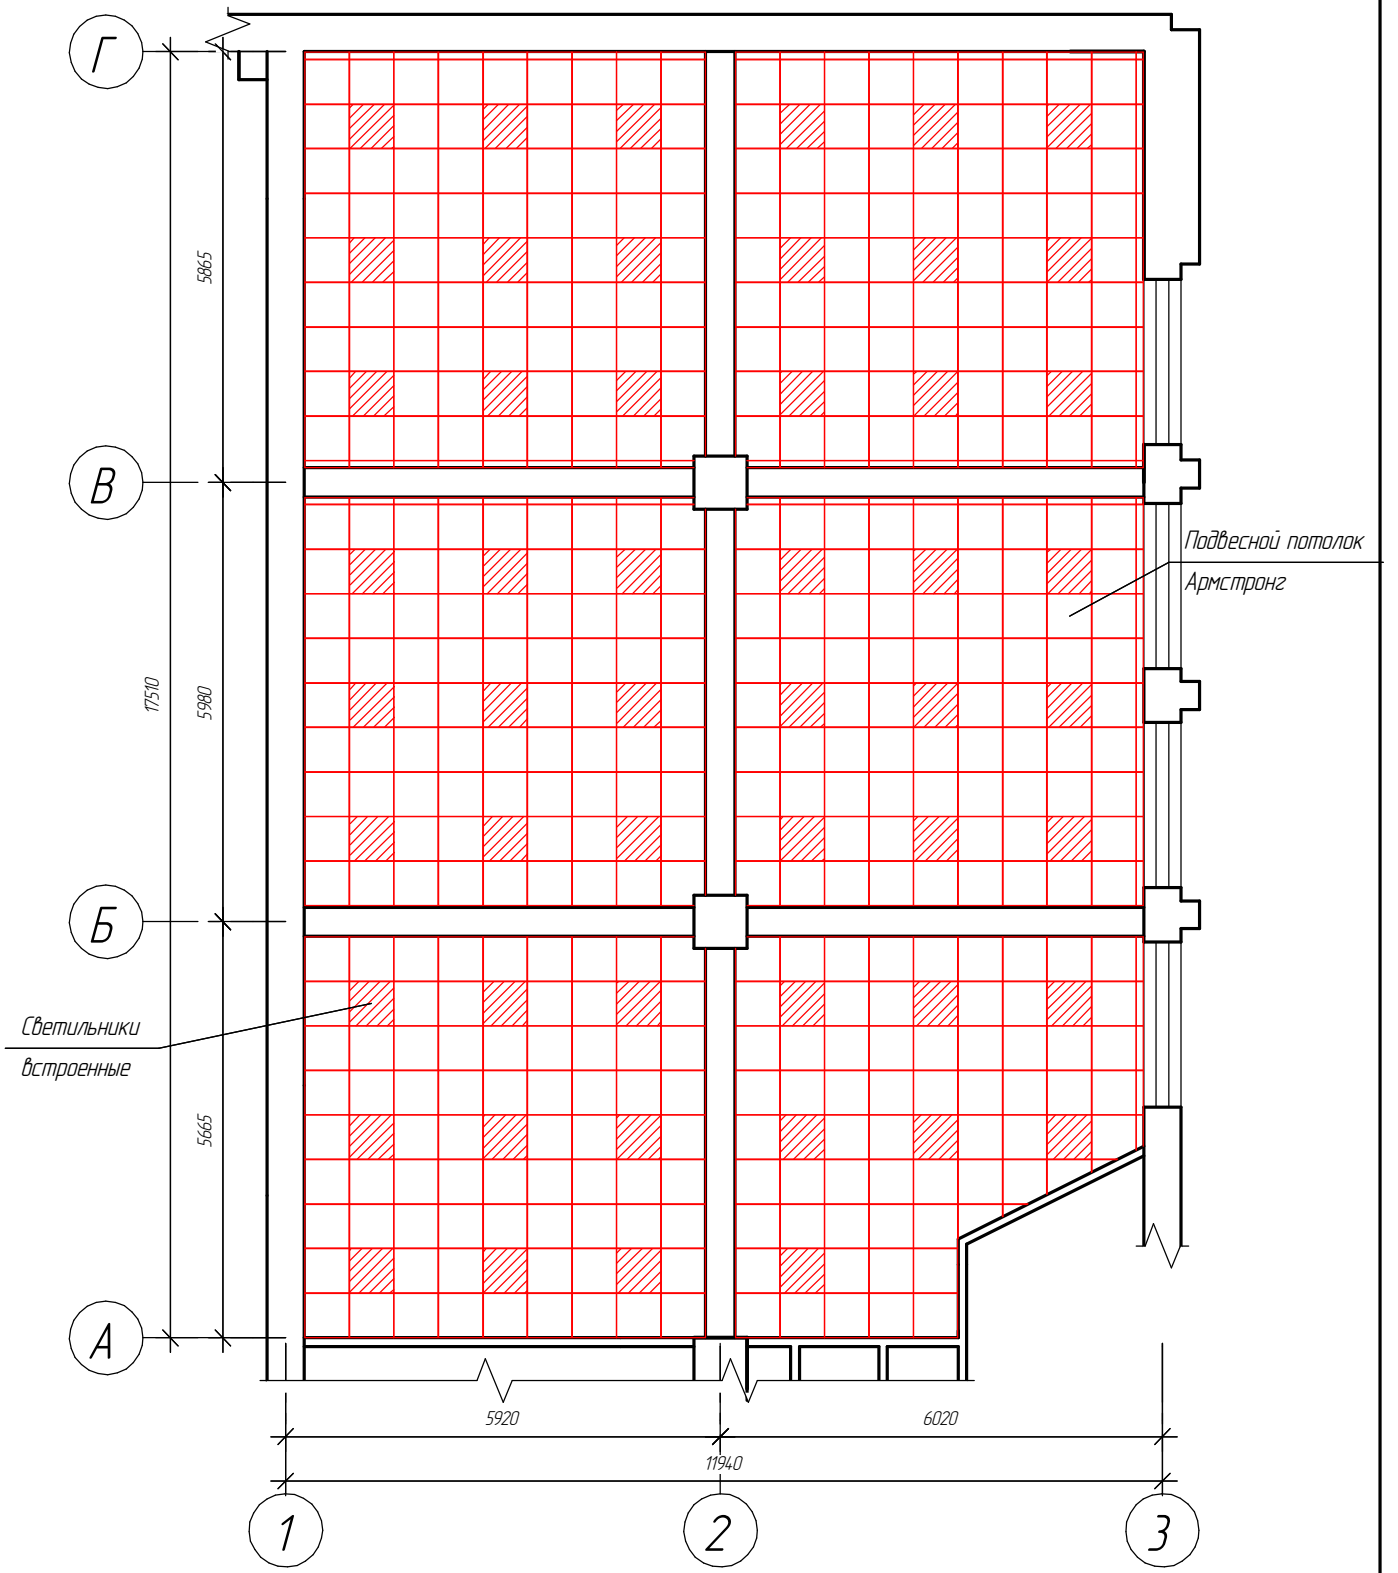 Г
5865
В
Подвесной потолок
Армстронг
17510
5980
Б
Светильники
встроенные
5665
А
5920
6020
11940
1
2
3